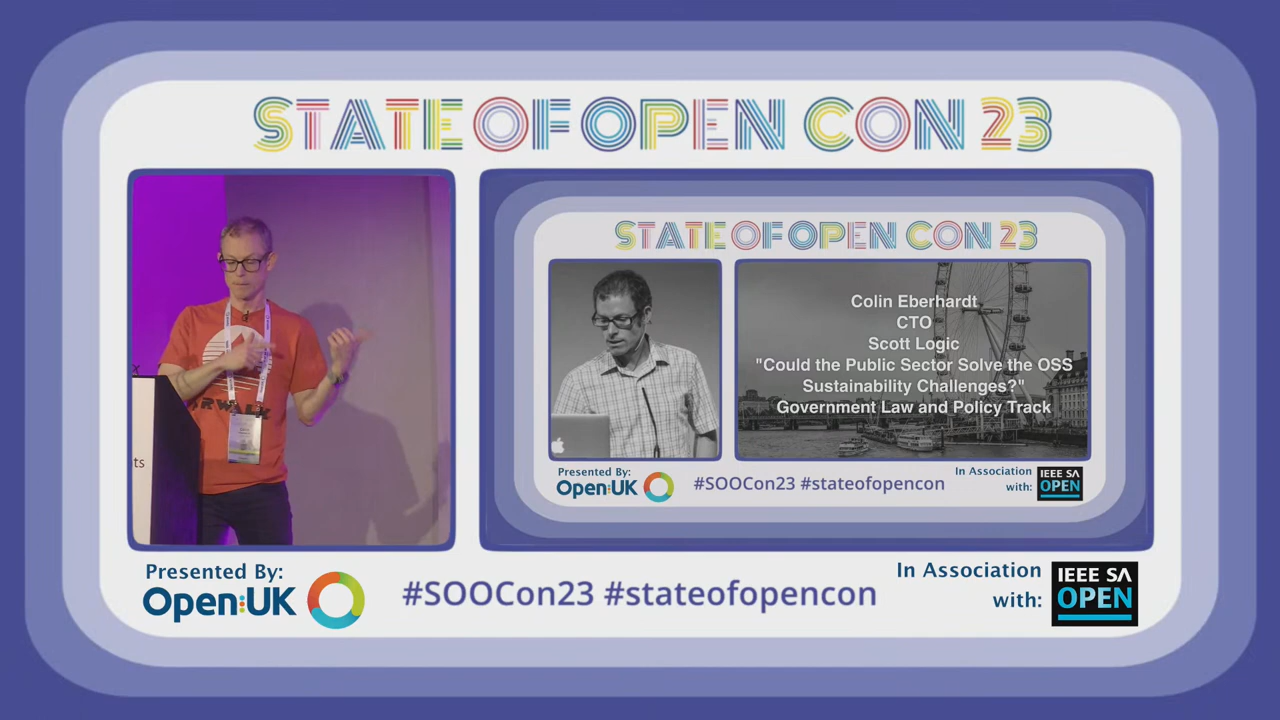 STATE OF OPEN CON 23
STATE OF OPEN CON 23
Colin Eberhardt
CTO
Scott Logic
"Could the Public Sector Solve the OSS
Sustainability Challenges?"
Government Law and Policy Track
Presented By:
Open:UK
#SOOCon23 #stateofopencon
In Association
with:
IEEE SA
OPEN
ts
Presented By:
Open:UK
#SOOCon23 #stateofopencon
In Association
with:
IEEE SA
OPEN